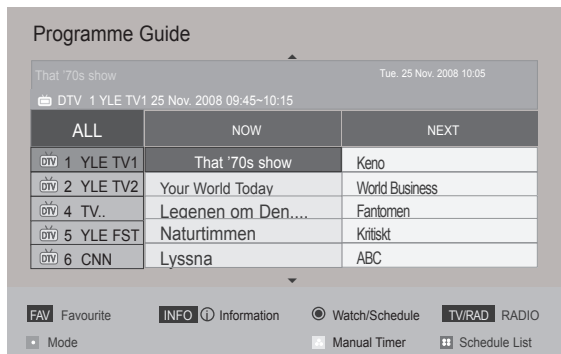 Programme Guide
That '70s show Tue. 25 Nov. 2008 10:05
DTV 1 YLE TV1 25 Nov. 2008 09:45~10:15
ALL NOW NEXT
DTV 1 YLE TV1 That '70s show Keno
DTV 2 YLE TV2 Your World Today World Business
DTV 4 TV.. Legenen om Den.... Fantomen
DTV 5 YLE FST Naturtimmen Kritiskt
DTV 6 CNN Lyssna ABC
FAV Favourite INFO i Information Watch/Schedule TV/RAD RADIO
Mode Manual Timer Schedule List